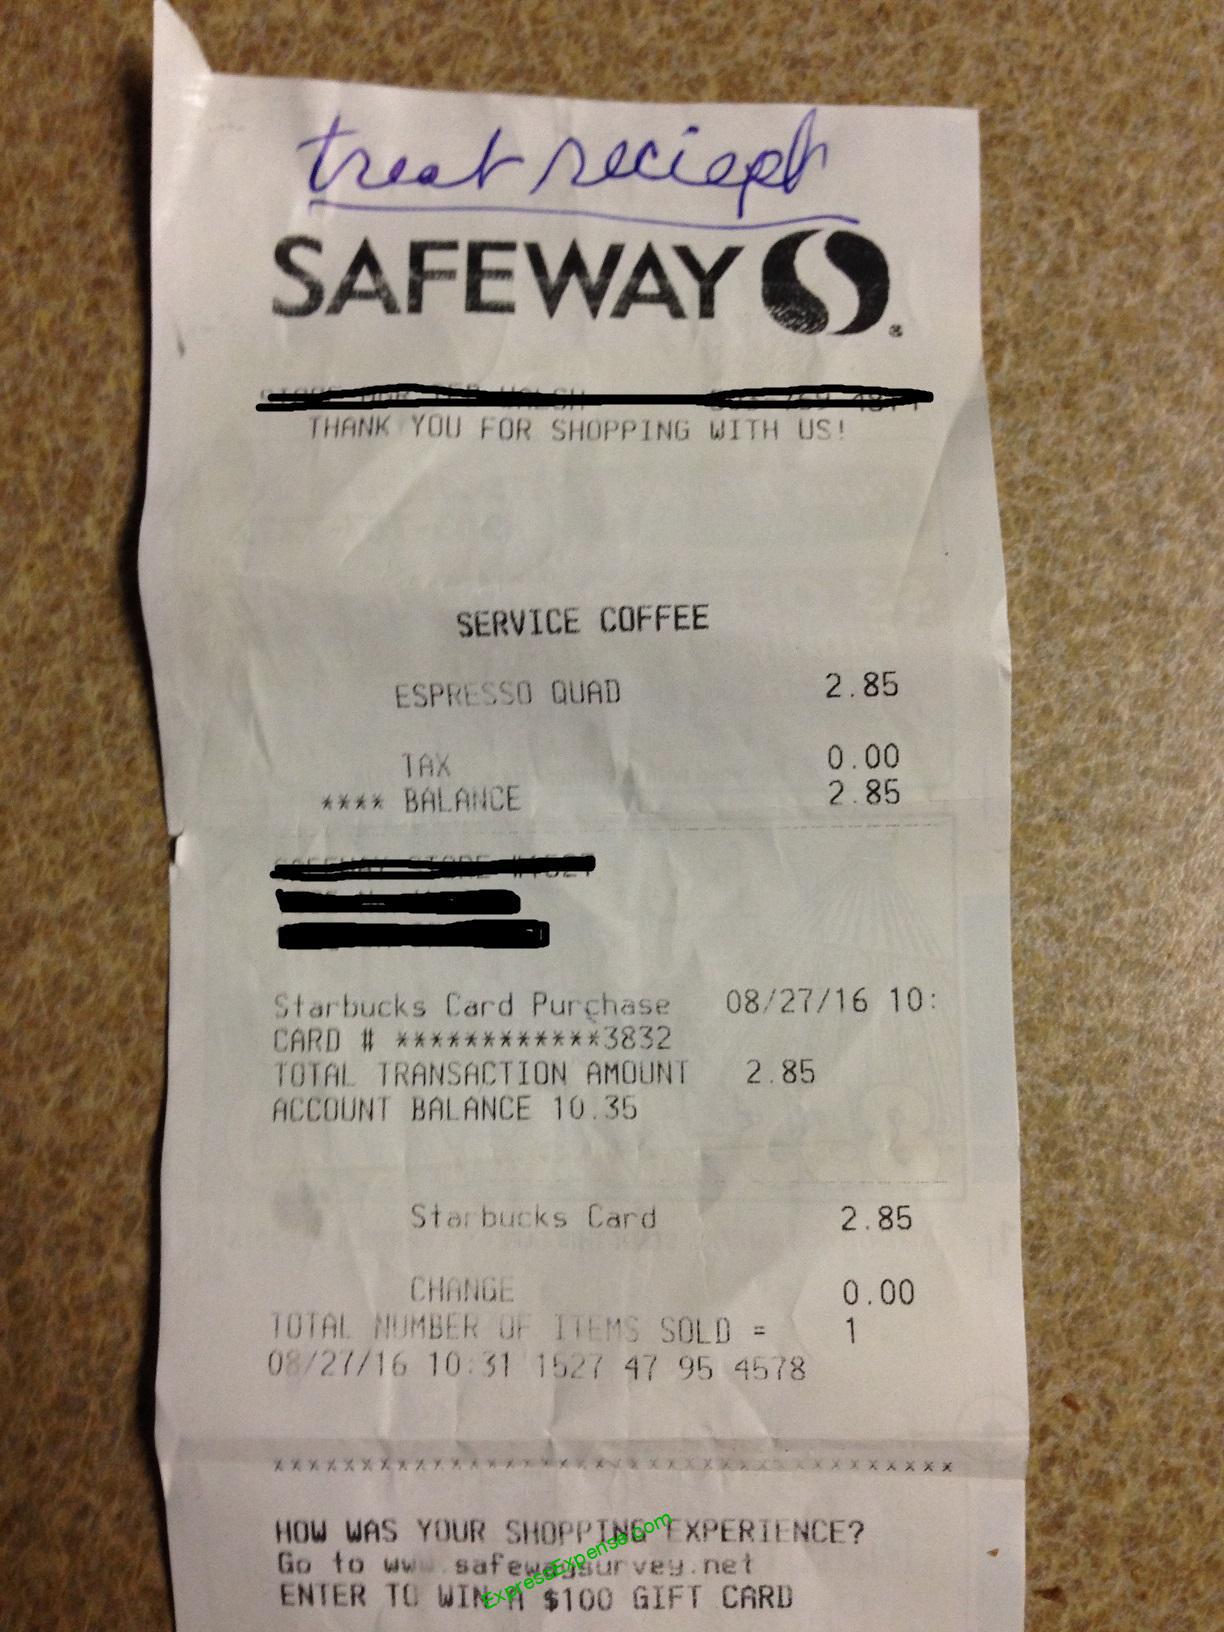 treat reciept
SAFEWAY
THANK YOU FOR SHOPPING WITH US!
SERVICE COFFEE
ESPRESSO QUAD 2.85
TAX 0.00
**** BALANCE 2.85
Starbucks Card Purchase 08/27/16 10:
CARD # ************3832
TOTAL TRANSACTION AMOUNT 2.85
ACCOUNT BALANCE 10.35
Starbucks Card 2.85
CHANGE 0.00
TOTAL NUMBER OF ITEMS SOLD = 1
08/27/16 10:31 1527 47 95 4578
HOW WAS YOUR SHOPPING EXPERIENCE?
Go to www.safewaysurvey.net
ENTER TO WIN A $100 GIFT CARD
ExpressExpense.com